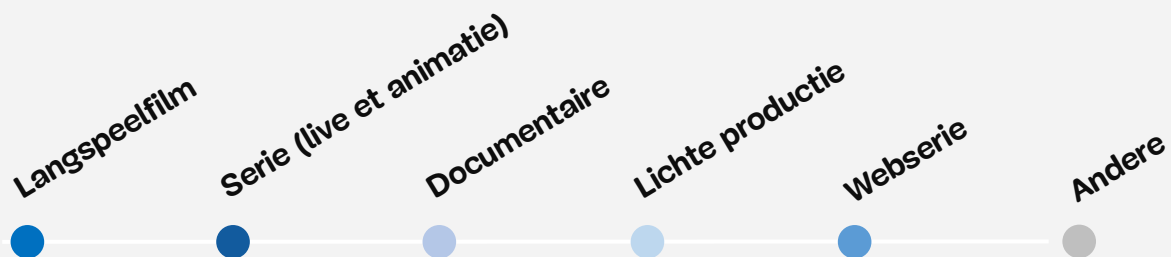 Langspeelfilm
Serie (live et animatie)
Documentaire
Lichte productie
Webserie
Andere